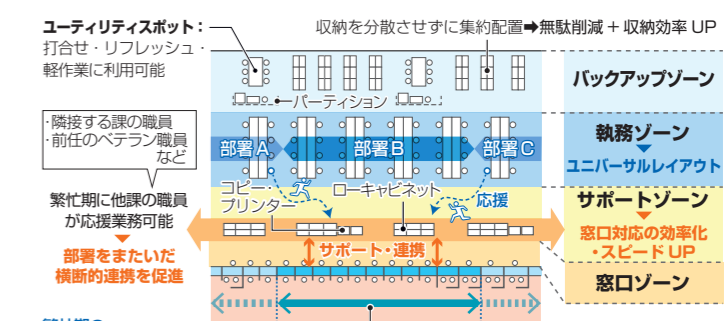 ユーティリティスポット：
打合せ・リフレッシュ・
軽作業に利用可能
収納を分散させずに集約配置➡無駄削減＋収納効率 UP
パーティション
バックアップゾーン
・隣接する課の職員
・前任のベテラン職員
など
部署A
部署B
部署C
執務ゾーン
ユニバーサルレイアウト
繁忙期に他課の職員
が応援業務可能
部署をまたいだ
横断的連携を促進
コピー・
プリンター
ローキャビネット
応援
サポート・連携
サポートゾーン
窓口対応の効率化
・スピード UP
窓口ゾーン